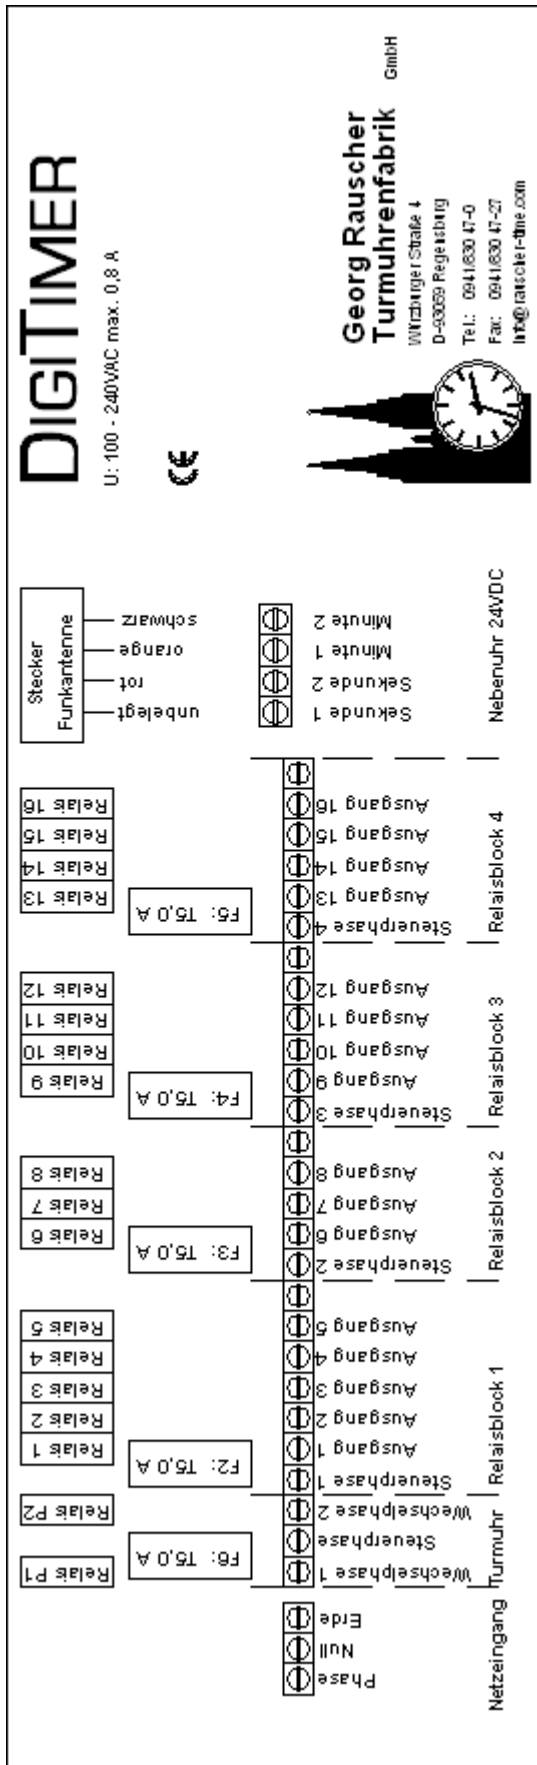 DIGITIMER
U: 100 - 240VAC max. 0,8 A
CE
Georg Rauscher
Turmuhrenfabrik GmbH
Würzburger Straße 4
D-93059 Regensburg
Tel.: 0941/630 47-0
Fax: 0941/630 47-27
Info@rauscher-time.com
Stecker
Funkantenne
schwarz
orange
rot
unbelegt
Minute 2
Minute 1
Sekunde 2
Sekunde 1
Nebenuhr 24VDC
Relais 16
Relais 15
Relais 14
Relais 13
F5: T5,0 A
Ausgang 16
Ausgang 15
Ausgang 14
Ausgang 13
Steuerphase 4
Relaisblock 4
Relais 12
Relais 11
Relais 10
Relais 9
F4: T5,0 A
Ausgang 12
Ausgang 11
Ausgang 10
Ausgang 9
Steuerphase 3
Relaisblock 3
Relais 8
Relais 7
Relais 6
F3: T5,0 A
Ausgang 8
Ausgang 7
Ausgang 6
Steuerphase 2
Relaisblock 2
Relais 5
Relais 4
Relais 3
Relais 2
Relais 1
F2: T5,0 A
Ausgang 5
Ausgang 4
Ausgang 3
Ausgang 2
Ausgang 1
Steuerphase 1
Relaisblock 1
Relais P2
Relais P1
F6: T5,0 A
Wechselphase 2
Steuerphase
Wechselphase 1
Turmuhr
Erde
Null
Phase
Netzeingang